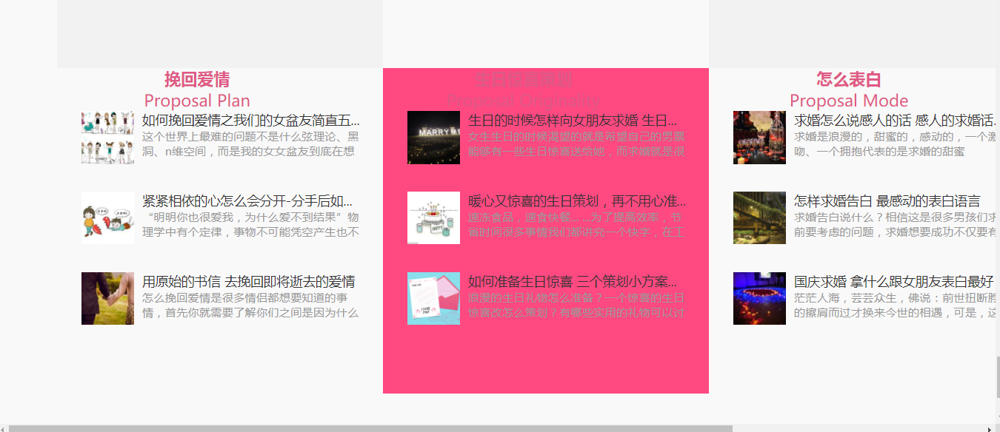 挽回爱情
Proposal Plan
如何挽回爱情之我们的女盆友简直五...
这个世界上最难的问题不是什么弦理论、黑
洞、n维空间，而是我的女女盆友到底在想
紧紧相依的心怎么会分开-分手后如...
“明明你也很爱我，为什么爱不到结果”物
理学中有个定律，事物不可能凭空产生也不
用原始的书信 去挽回即将逝去的爱情
怎么挽回爱情是很多情侣都想要知道的事
情，首先你就需要了解你们之间是因为什么
生日惊喜策划
Proposal Originality
生日的时候怎样向女朋友求婚 生日...
女生生日的时候渴望的就是希望自己的男票
能够有一些生日惊喜送给她，而求婚就是很
MARRY ME
暖心又惊喜的生日策划，再不用心准...
速冻食品，速食快餐... ...为了提高效率，节
省时间很多事情我们都讲究一个快字，在工
如何准备生日惊喜 三个策划小方案...
浪漫的生日礼物怎么准备？一个惊喜的生日
惊喜改怎么策划？有哪些实用的礼物可以讨
怎么表白
Proposal Mode
求婚怎么说感人的话 感人的求婚话.
求婚是浪漫的，甜蜜的，感动的，一个激
吻、一个拥抱代表的是求婚的甜蜜
怎样求婚告白 最感动的表白语言
求婚告白说什么？相信这是很多男孩们求
前要考虑的问题，求婚想要成功不仅要有
国庆求婚 拿什么跟女朋友表白最好
茫茫人海，芸芸众生，佛说：前世扭断脖
的擦肩而过才换来今世的相遇，可是，这